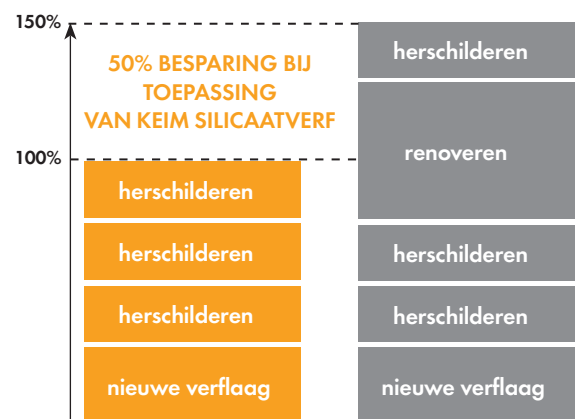 150%
50% BESPARING BIJ
TOEPASSING
VAN KEIM SILICAATVERF
100%
herschilderen
herschilderen
herschilderen
nieuwe verflaag
herschilderen
renoveren
herschilderen
herschilderen
nieuwe verflaag